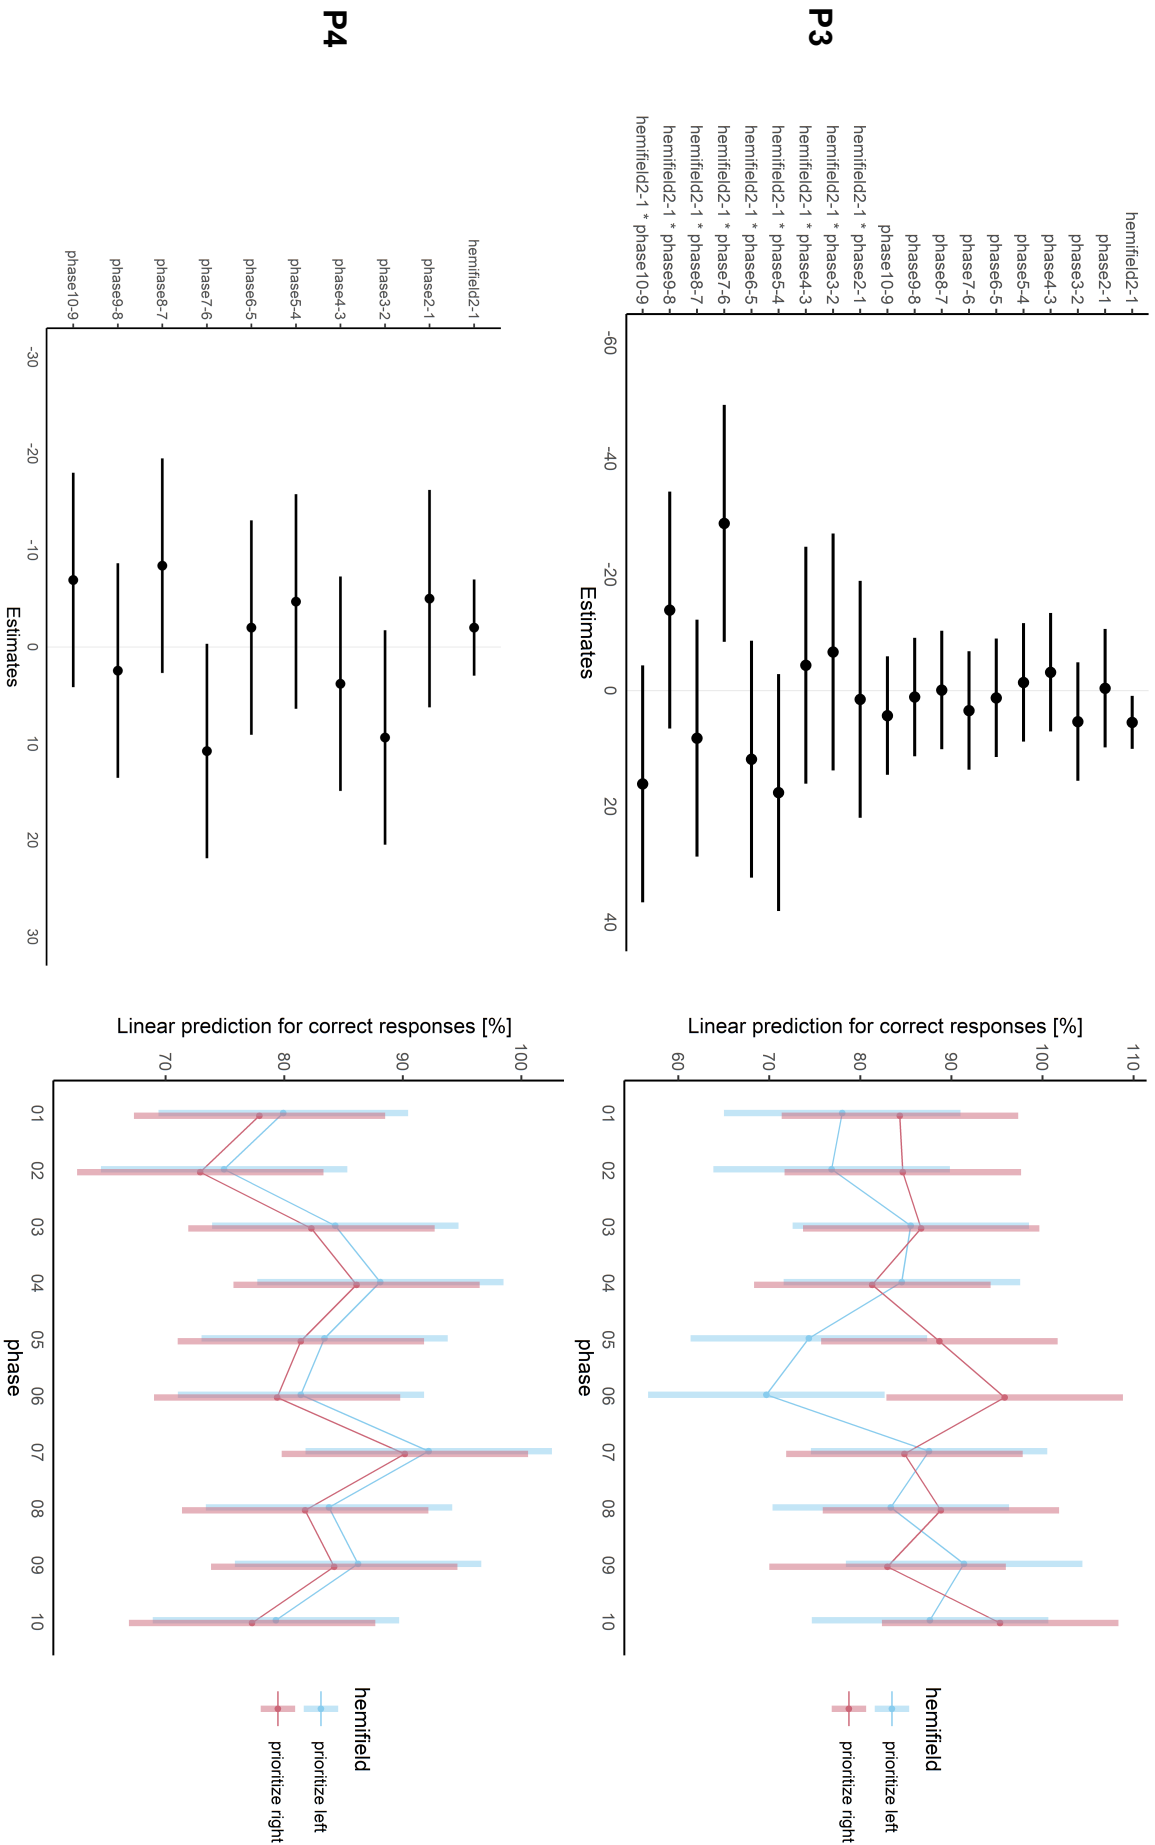 P3
hemifield2-1
phase2-1
phase3-2
phase4-3
phase5-4
phase6-5
phase7-6
phase8-7
phase9-8
phase10-9
hemifield2-1 * phase2-1
hemifield2-1 * phase3-2
hemifield2-1 * phase4-3
hemifield2-1 * phase5-4
hemifield2-1 * phase6-5
hemifield2-1 * phase7-6
hemifield2-1 * phase8-7
hemifield2-1 * phase9-8
hemifield2-1 * phase10-9
-60 -40 -20 0 20 40
Estimates
Linear prediction for correct responses [%]
110
100
90
80
70
60
01 02 03 04 05 06 07 08 09 10
phase
hemifield
prioritize left
prioritize right
P4
hemifield2-1
phase2-1
phase3-2
phase4-3
phase5-4
phase6-5
phase7-6
phase8-7
phase9-8
phase10-9
-30 -20 -10 0 10 20 30
Estimates
Linear prediction for correct responses [%]
100
90
80
70
01 02 03 04 05 06 07 08 09 10
phase
hemifield
prioritize left
prioritize right